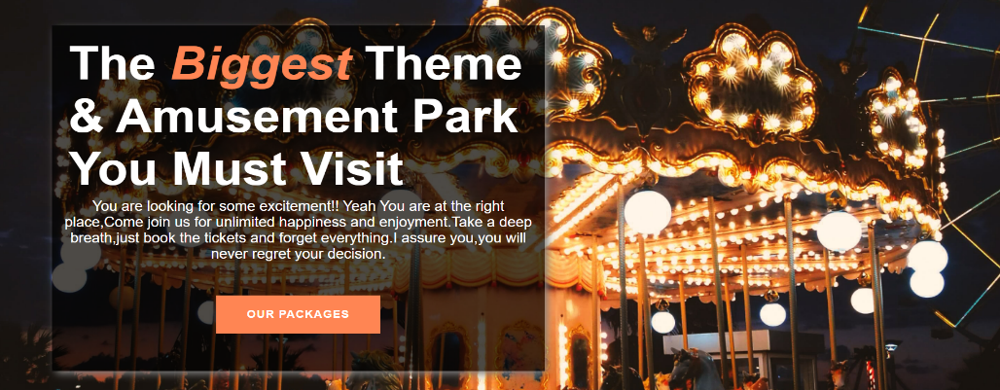 The Biggest Theme
& Amusement Park
You Must Visit
You are looking for some excitement!! Yeah You are at the right
place,Come join us for unlimited happiness and enjoyment.Take a deep
breath,just book the tickets and forget everything.I assure you,you will
never regret your decision.
OUR PACKAGES